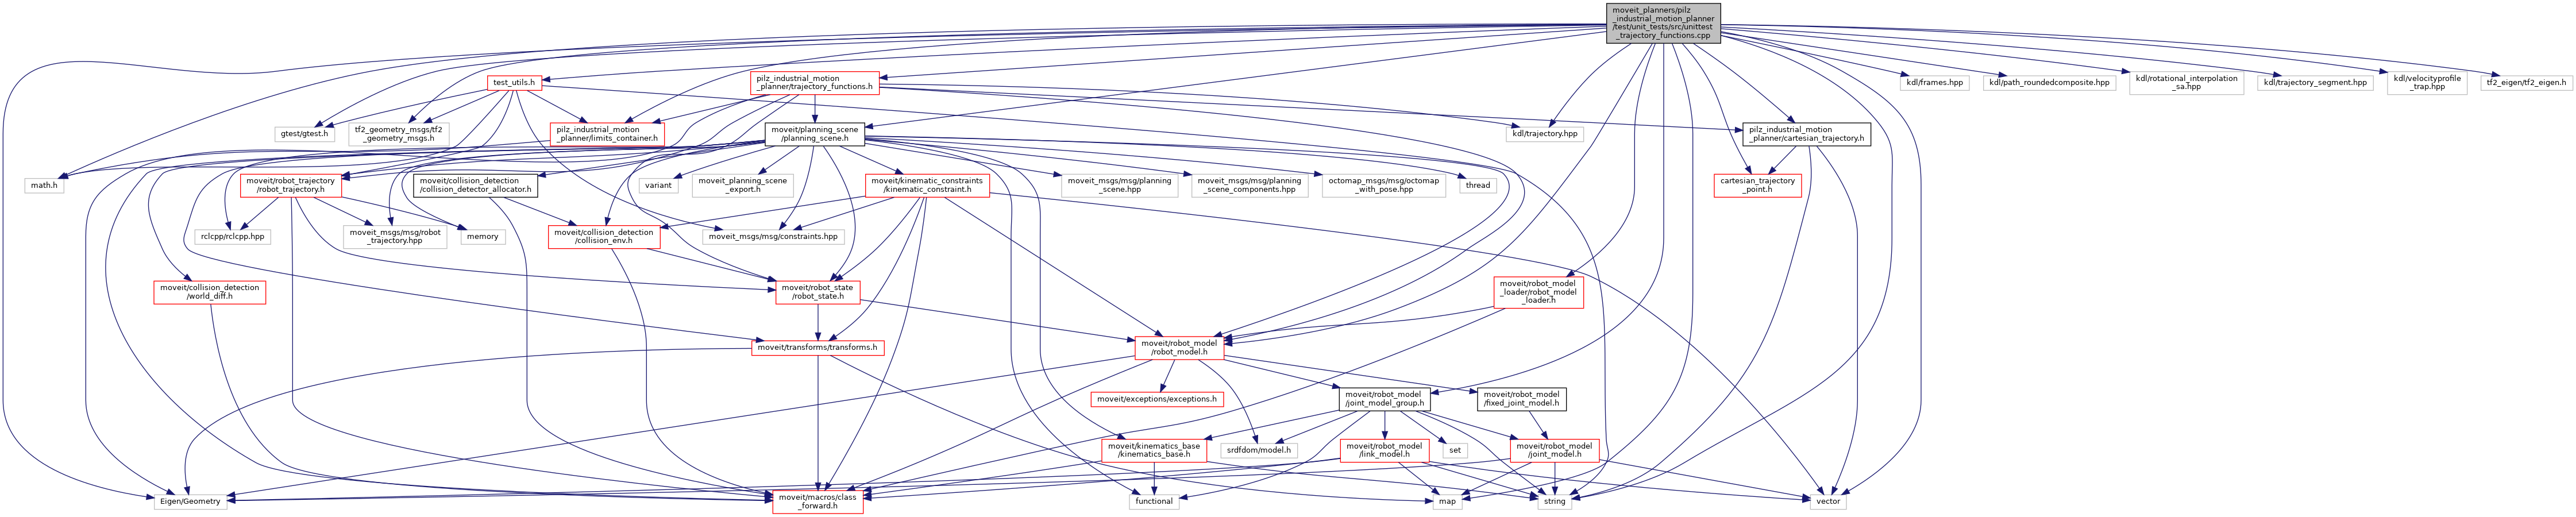 moveit_planners/pilz
_industrial_motion_planner
/test/unit_tests/src/unittest
_trajectory_functions.cpp
test_utils.h
pilz_industrial_motion
_planner/trajectory_functions.h
kdl/frames.hpp
kdl/path_roundedcomposite.hpp
kdl/rotational_interpolation
_sa.hpp
kdl/trajectory_segment.hpp
kdl/velocityprofile
_trap.hpp
tf2_eigen/tf2_eigen.h
gtest/gtest.h
tf2_geometry_msgs/tf2
_geometry_msgs.h
pilz_industrial_motion
_planner/limits_container.h
moveit/planning_scene
/planning_scene.h
kdl/trajectory.hpp
pilz_industrial_motion
_planner/cartesian_trajectory.h
math.h
moveit/robot_trajectory
/robot_trajectory.h
moveit/collision_detection
/collision_detector_allocator.h
variant
moveit_planning_scene
_export.h
moveit/kinematic_constraints
/kinematic_constraint.h
moveit_msgs/msg/planning
_scene.hpp
moveit_msgs/msg/planning
_scene_components.hpp
octomap_msgs/msg/octomap
_with_pose.hpp
thread
cartesian_trajectory
_point.h
rclcpp/rclcpp.hpp
moveit_msgs/msg/robot
_trajectory.hpp
memory
moveit/collision_detection
/collision_env.h
moveit_msgs/msg/constraints.hpp
moveit/collision_detection
/world_diff.h
moveit/robot_state
/robot_state.h
moveit/robot_model
_loader/robot_model
_loader.h
moveit/transforms/transforms.h
moveit/robot_model
/robot_model.h
moveit/exceptions/exceptions.h
moveit/robot_model
/joint_model_group.h
moveit/robot_model
/fixed_joint_model.h
moveit/kinematics_base
/kinematics_base.h
srdfdom/model.h
moveit/robot_model
/link_model.h
set
moveit/robot_model
/joint_model.h
Eigen/Geometry
moveit/macros/class
_forward.h
functional
map
string
vector